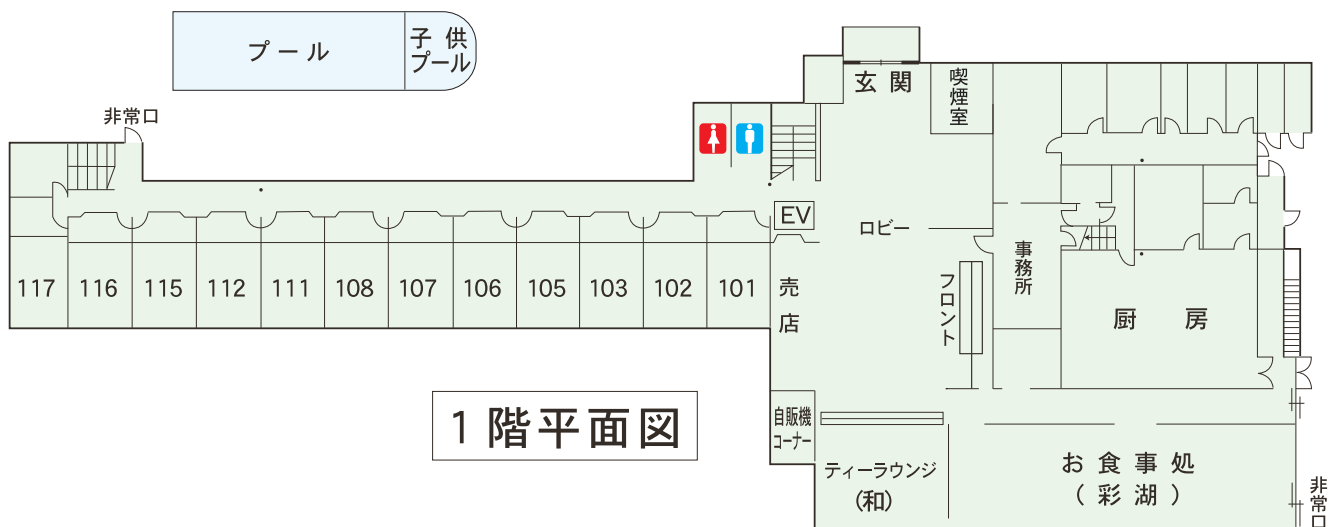 プール
子供
プール
非常口
玄関
喫煙室
EV
ロビー
事務所
フロント
厨房
117
116
115
112
111
108
107
106
105
103
102
101
売店
1階平面図
自販機
コーナー
ティーラウンジ
(和)
お食事処
(彩湖)
非常口